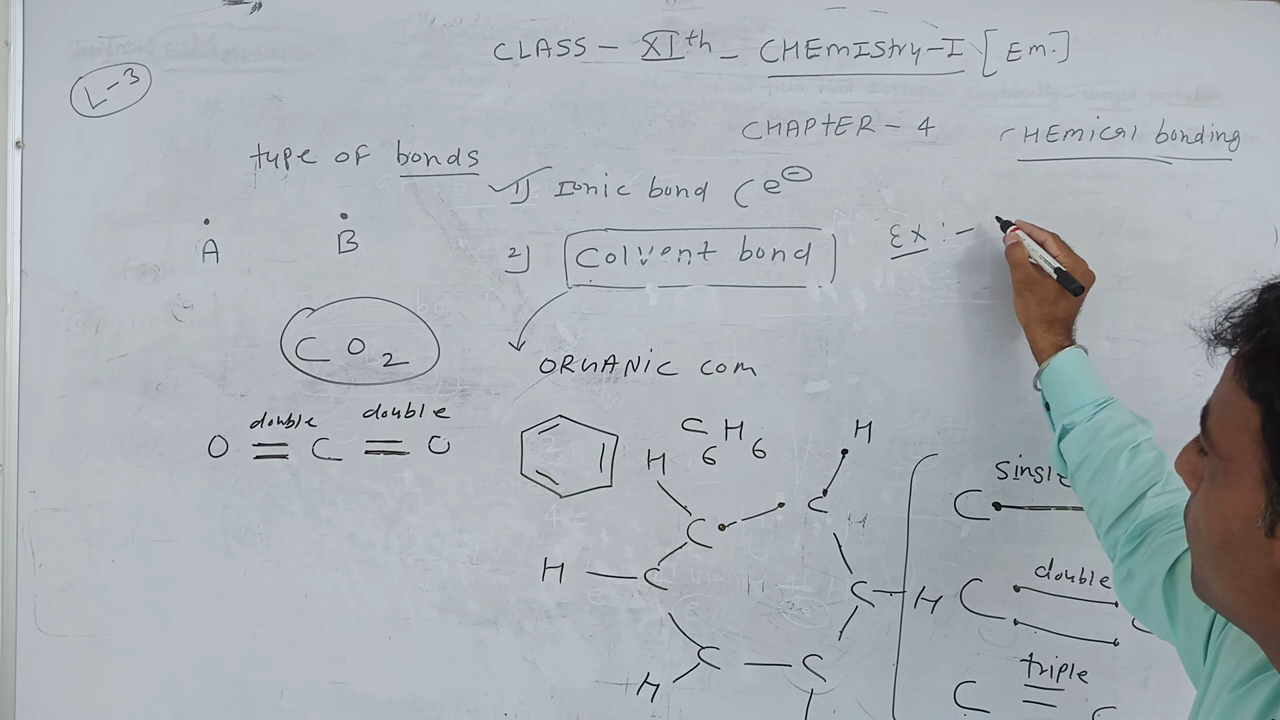 L-3
CLASS - XIth - CHEMIStry-I [Em.]
CHAPtER - 4 CHEmical bonding
type of bonds
1) Ionic bond (e⊖
A B
2) Colvent bond Ex :-
CO2
ORGANIC com
double double
O = C = O
C6H6
H H
C C
H C C H
C C
H
single
C
double
C
triple
C ≡ C